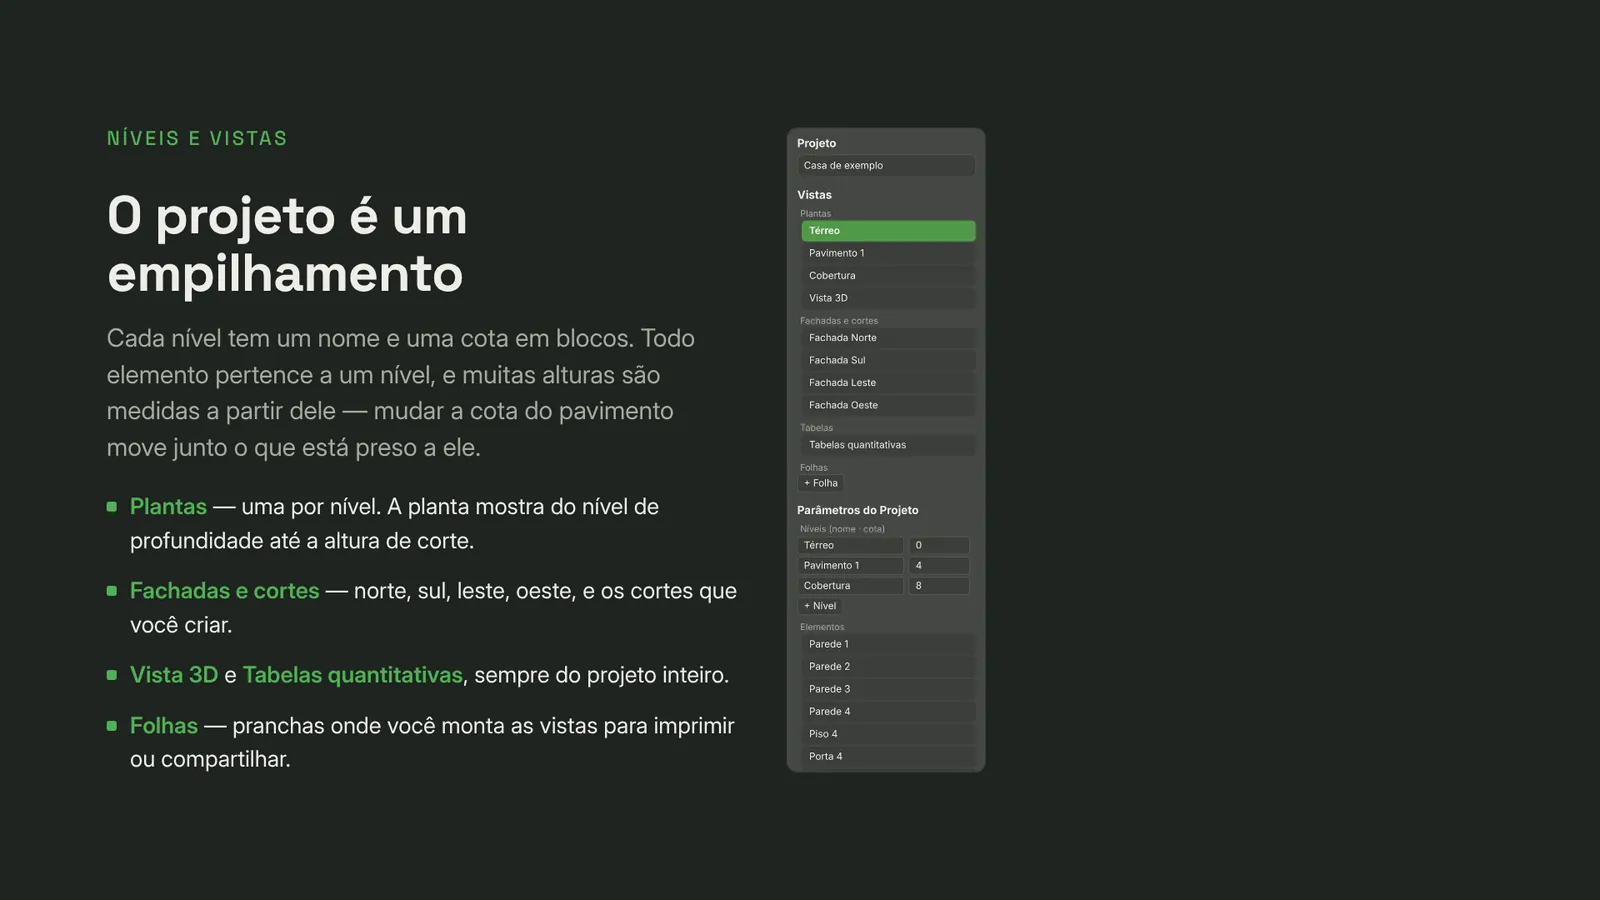 NÍVEIS E VISTAS
O projeto é um
empilhamento
Cada nível tem um nome e uma cota em blocos. Todo
elemento pertence a um nível, e muitas alturas são
medidas a partir dele — mudar a cota do pavimento
move junto o que está preso a ele.
Plantas — uma por nível. A planta mostra do nível de
profundidade até a altura de corte.
Fachadas e cortes — norte, sul, leste, oeste, e os cortes que
você criar.
Vista 3D e Tabelas quantitativas, sempre do projeto inteiro.
Folhas — pranchas onde você monta as vistas para imprimir
ou compartilhar.
Projeto
Casa de exemplo
Vistas
Plantas
Térreo
Pavimento 1
Cobertura
Vista 3D
Fachadas e cortes
Fachada Norte
Fachada Sul
Fachada Leste
Fachada Oeste
Tabelas
Tabelas quantitativas
Folhas
+ Folha
Parâmetros do Projeto
Níveis (nome · cota)
Térreo 0
Pavimento 1 4
Cobertura 8
+ Nível
Elementos
Parede 1
Parede 2
Parede 3
Parede 4
Piso 4
Porta 4